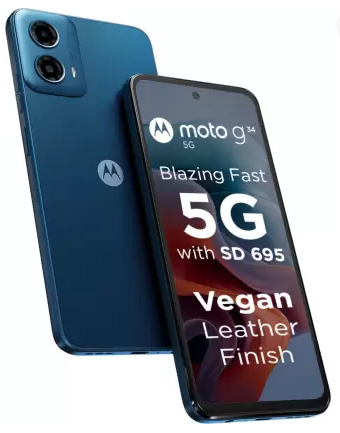 moto g34
5G
Blazing Fast
5G
with SD 695
Vegan
Leather
Finish